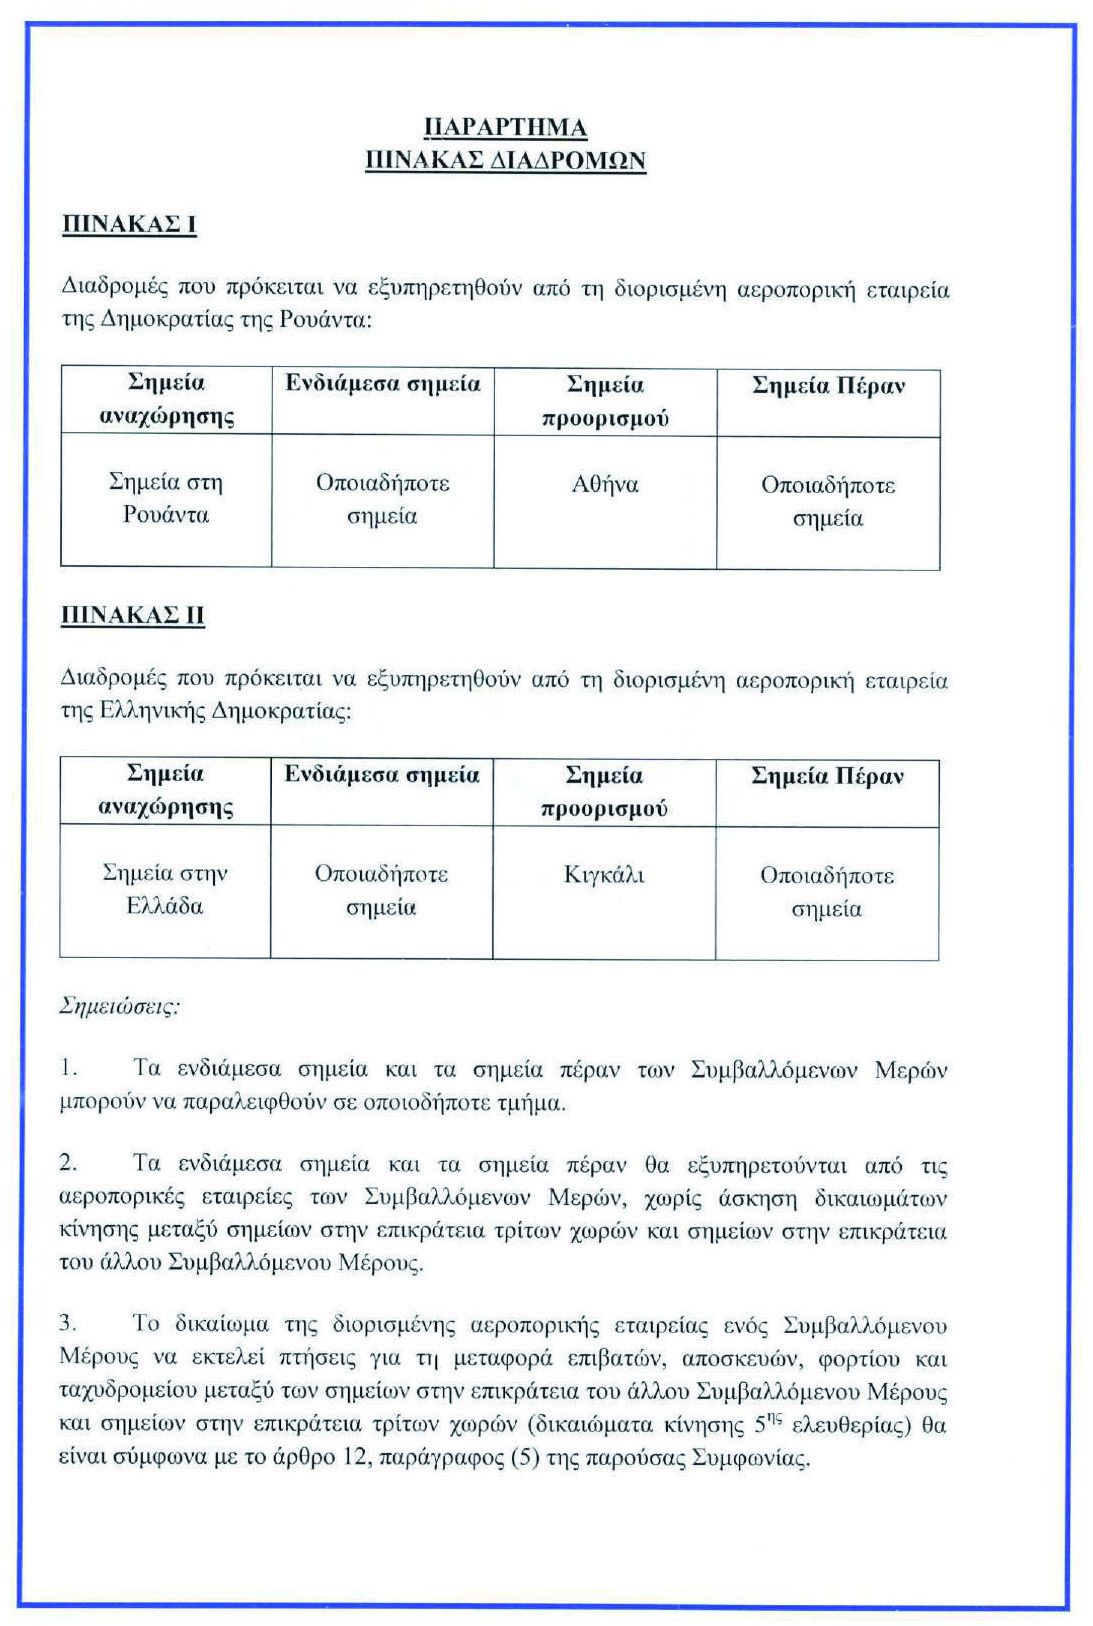 ΠΑΡΑΡΤΗΜΑ
ΠΙΝΑΚΑΣ ΔΙΑΔΡΟΜΩΝ
ΠΙΝΑΚΑΣ Ι
Διαδρομές που πρόκειται να εξυπηρετηθούν από τη διορισμένη αεροπορική εταιρεία
της Δημοκρατίας της Ρουάντα:
Σημεία αναχώρησης | Ενδιάμεσα σημεία | Σημεία προορισμού | Σημεία Πέραν
Σημεία στη Ρουάντα | Οποιαδήποτε σημεία | Αθήνα | Οποιαδήποτε σημεία
ΠΙΝΑΚΑΣ ΙΙ
Διαδρομές που πρόκειται να εξυπηρετηθούν από τη διορισμένη αεροπορική εταιρεία
της Ελληνικής Δημοκρατίας:
Σημεία αναχώρησης | Ενδιάμεσα σημεία | Σημεία προορισμού | Σημεία Πέραν
Σημεία στην Ελλάδα | Οποιαδήποτε σημεία | Κιγκάλι | Οποιαδήποτε σημεία
Σημειώσεις:
1. Τα ενδιάμεσα σημεία και τα σημεία πέραν των Συμβαλλόμενων Μερών
μπορούν να παραλειφθούν σε οποιοδήποτε τμήμα.
2. Τα ενδιάμεσα σημεία και τα σημεία πέραν θα εξυπηρετούνται από τις
αεροπορικές εταιρείες των Συμβαλλόμενων Μερών, χωρίς άσκηση δικαιωμάτων
κίνησης μεταξύ σημείων στην επικράτεια τρίτων χωρών και σημείων στην επικράτεια
του άλλου Συμβαλλόμενου Μέρους.
3. Το δικαίωμα της διορισμένης αεροπορικής εταιρείας ενός Συμβαλλόμενου
Μέρους να εκτελεί πτήσεις για τη μεταφορά επιβατών, αποσκευών, φορτίου και
ταχυδρομείου μεταξύ των σημείων στην επικράτεια του άλλου Συμβαλλόμενου Μέρους
και σημείων στην επικράτεια τρίτων χωρών (δικαιώματα κίνησης 5ης ελευθερίας) θα
είναι σύμφωνα με το άρθρο 12, παράγραφος (5) της παρούσας Συμφωνίας.